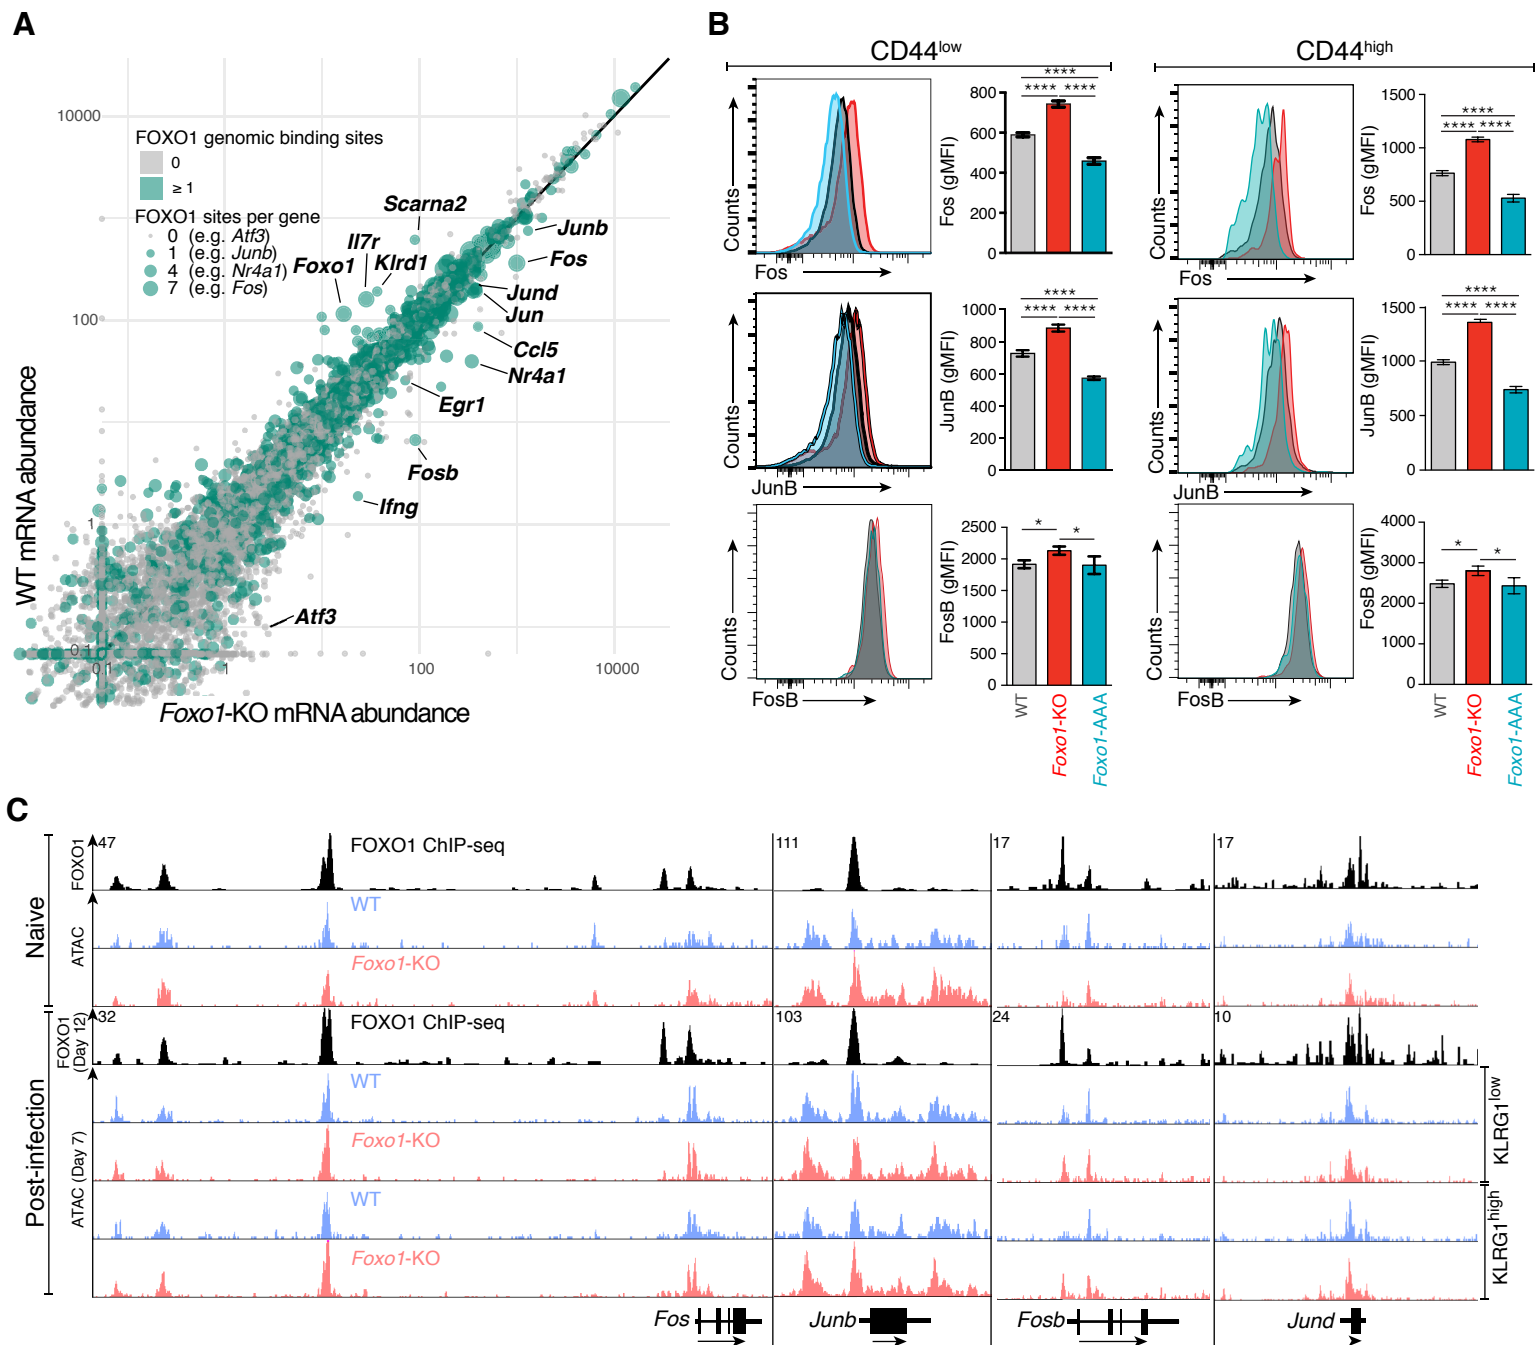 A
10000
100
1
0.1
0.1
1
100
10000
WT mRNA abundance
Foxo1-KO mRNA abundance
FOXO1 genomic binding sites
0
≥ 1
FOXO1 sites per gene
0 (e.g. Atf3)
1 (e.g. Junb)
4 (e.g. Nr4a1)
7 (e.g. Fos)
Scarna2
Il7r
Foxo1
Klrd1
Junb
Fos
Jund
Jun
Ccl5
Nr4a1
Egr1
Fosb
Ifng
Atf3
B
CD44low
CD44high
Counts
Fos
Fos (gMFI)
800
600
400
200
0
****
**** ****
Counts
Fos
Fos (gMFI)
1500
1000
500
0
****
**** ****
Counts
JunB
JunB (gMFI)
1000
800
600
400
200
0
****
**** ****
Counts
JunB
JunB (gMFI)
1500
1000
500
0
****
**** ****
Counts
FosB
FosB (gMFI)
2500
2000
1500
1000
500
0
* *
WT
Foxo1-KO
Foxo1-AAA
Counts
FosB
FosB (gMFI)
4000
3000
2000
1000
0
* *
WT
Foxo1-KO
Foxo1-AAA
C
Naive
FOXO1
47
FOXO1 ChIP-seq
111
17
17
ATAC
WT
Foxo1-KO
Post-infection
FOXO1
(Day 12)
32
FOXO1 ChIP-seq
103
24
10
ATAC (Day 7)
WT
Foxo1-KO
KLRG1low
WT
Foxo1-KO
KLRG1high
Fos
Junb
Fosb
Jund